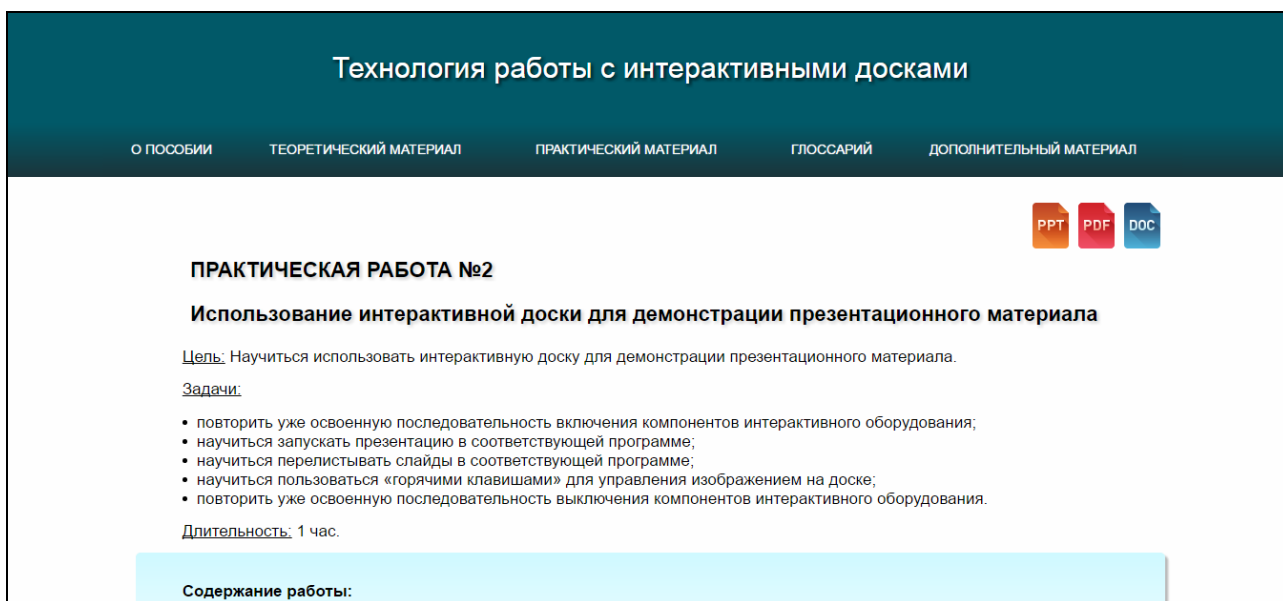 Технология работы с интерактивными досками
О ПОСОБИИ ТЕОРЕТИЧЕСКИЙ МАТЕРИАЛ ПРАКТИЧЕСКИЙ МАТЕРИАЛ ГЛОССАРИЙ ДОПОЛНИТЕЛЬНЫЙ МАТЕРИАЛ
PPT PDF DOC
ПРАКТИЧЕСКАЯ РАБОТА №2
Использование интерактивной доски для демонстрации презентационного материала
Цель: Научиться использовать интерактивную доску для демонстрации презентационного материала.
Задачи:
• повторить уже освоенную последовательность включения компонентов интерактивного оборудования;
• научиться запускать презентацию в соответствующей программе;
• научиться перелистывать слайды в соответствующей программе;
• научиться пользоваться «горячими клавишами» для управления изображением на доске;
• повторить уже освоенную последовательность выключения компонентов интерактивного оборудования.
Длительность: 1 час.
Содержание работы: